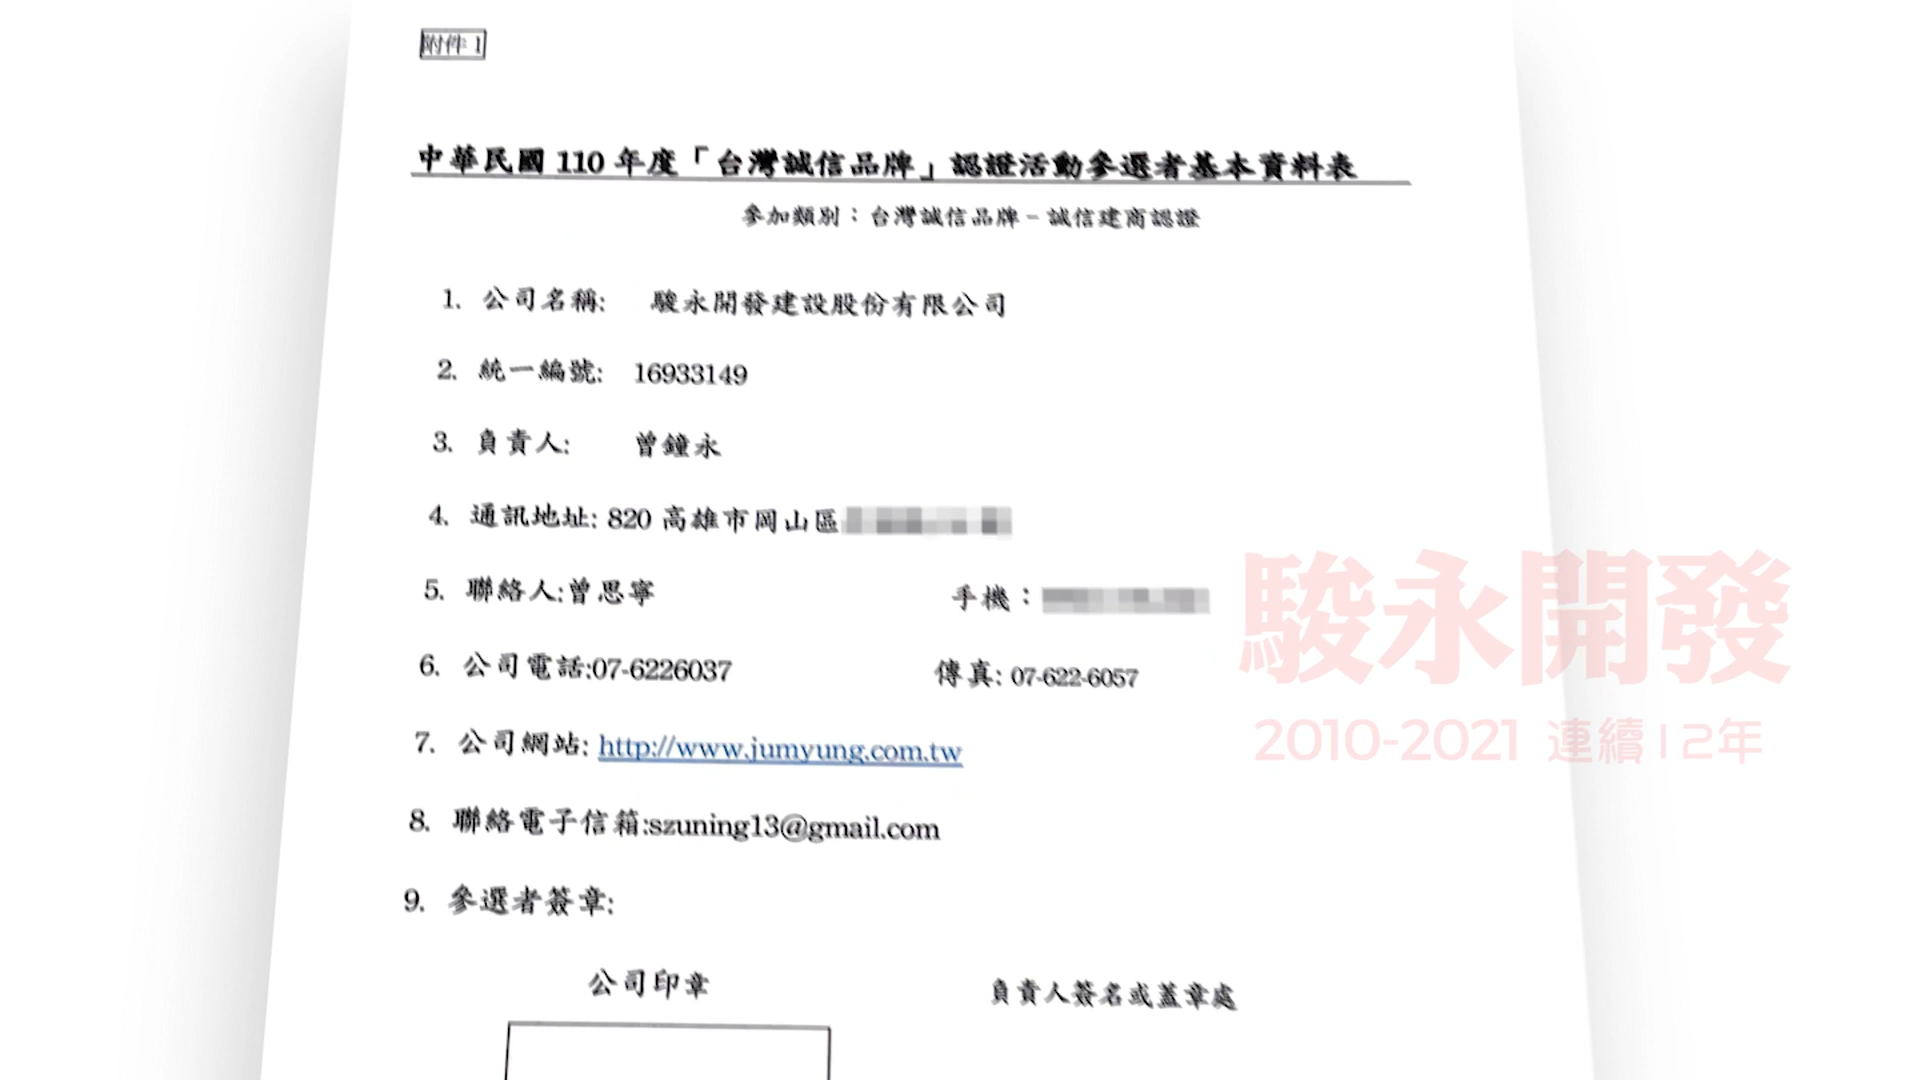 附件 1
中華民國 110 年度「台灣誠信品牌」認證活動參選者基本資料表
參加類別：台灣誠信品牌－誠信建商認證
1. 公司名稱: 駿永開發建設股份有限公司
2. 統一編號: 16933149
3. 負責人: 曾鐘永
4. 通訊地址: 820 高雄市岡山區
5. 聯絡人:曾思寧 手機：
6. 公司電話:07-6226037 傳真: 07-622-6057
7. 公司網站: http://www.jumyung.com.tw
8. 聯絡電子信箱:szuning13@gmail.com
9. 參選者簽章:
公司印章 負責人簽名或蓋章處
駿永開發
2010-2021 連續12年